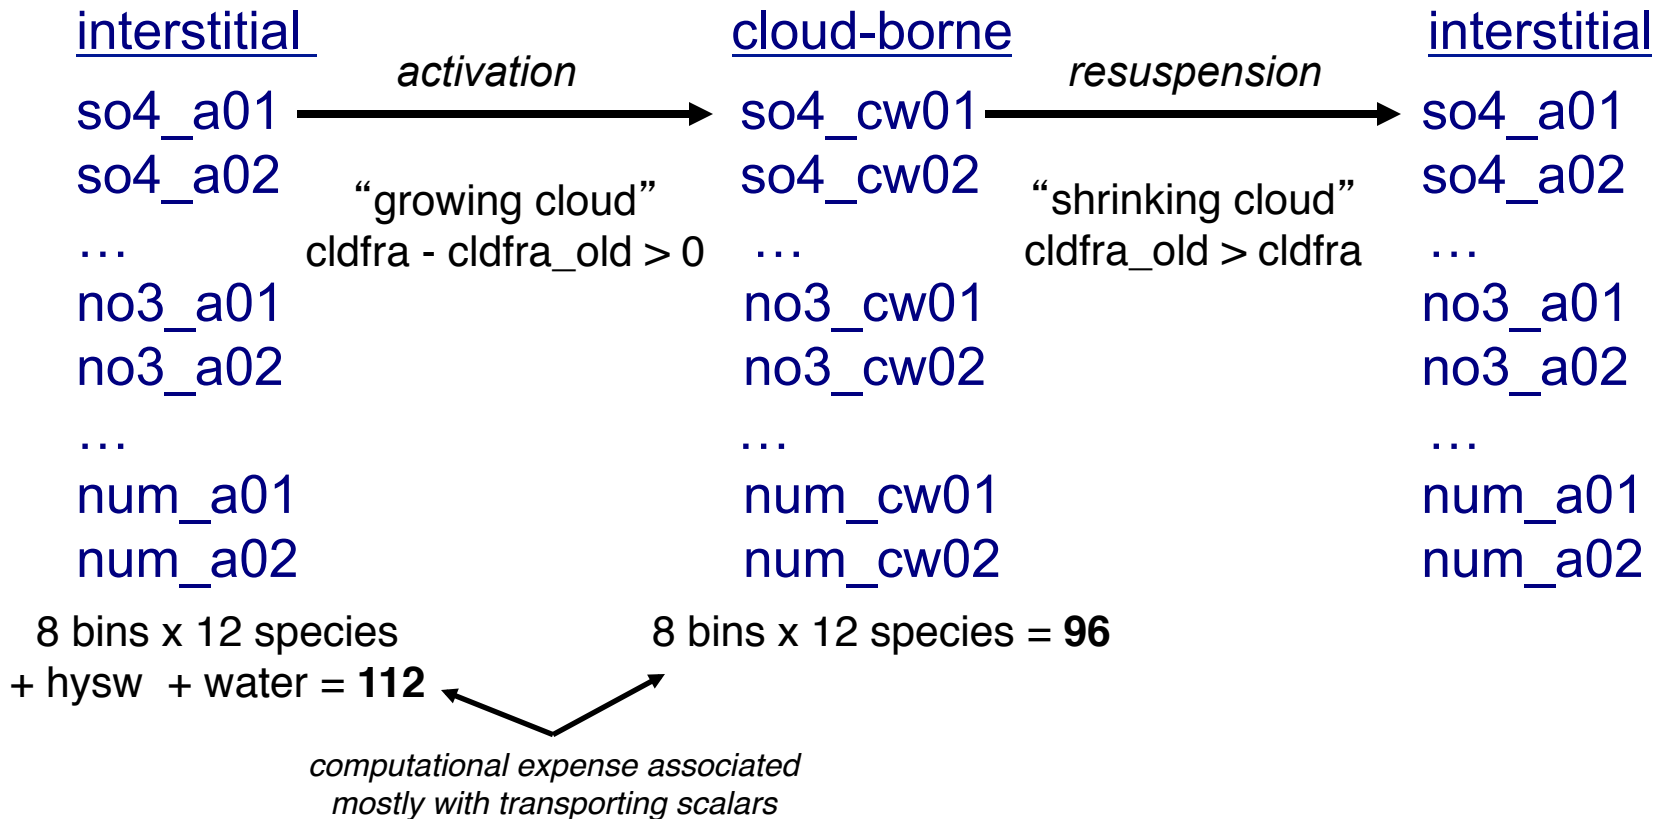 interstitial
activation
cloud-borne
resuspension
interstitial
so4_a01
so4_a02
…
no3_a01
no3_a02
…
num_a01
num_a02
“growing cloud”
cldfra - cldfra_old > 0
so4_cw01
so4_cw02
…
no3_cw01
no3_cw02
…
num_cw01
num_cw02
“shrinking cloud”
cldfra_old > cldfra
so4_a01
so4_a02
…
no3_a01
no3_a02
…
num_a01
num_a02
8 bins x 12 species
+ hysw + water = 112
8 bins x 12 species = 96
computational expense associated
mostly with transporting scalars